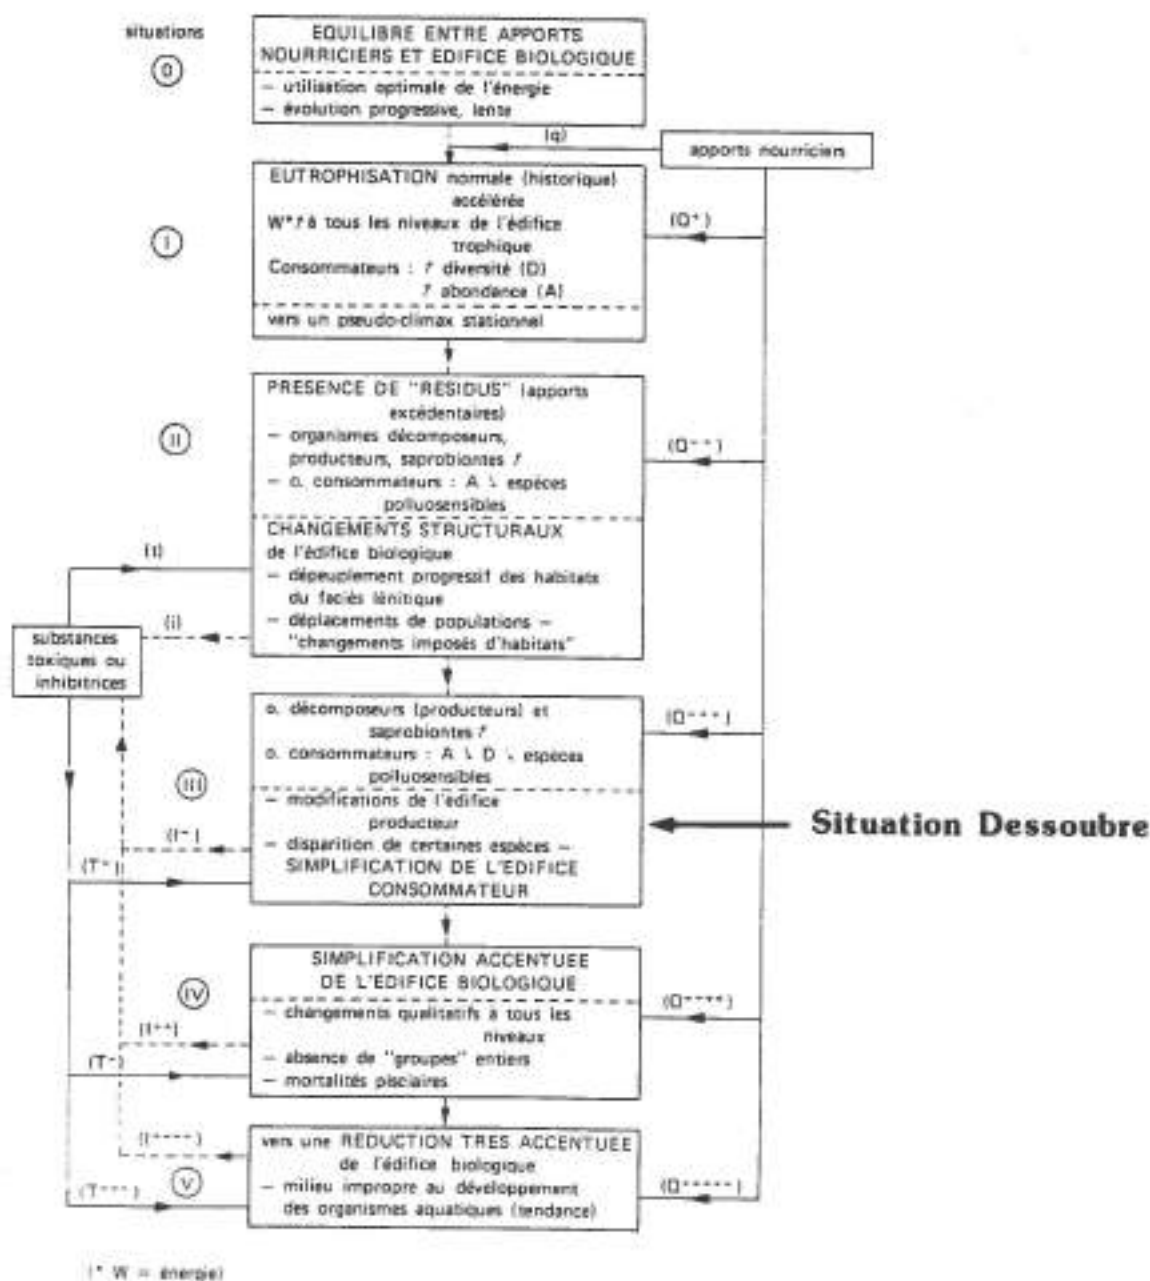 situations
0
EQUILIBRE ENTRE APPORTS
NOURRICIERS ET EDIFICE BIOLOGIQUE
– utilisation optimale de l'énergie
– évolution progressive, lente
(q)
apports nourriciers
I
EUTROPHISATION normale (historique)
accélérée
W*↑ à tous les niveaux de l'édifice
trophique
Consommateurs : ↑ diversité (D)
↑ abondance (A)
vers un pseudo-climax stationnel
(Q+)
II
PRESENCE DE "RESIDUS" (apports
excédentaires)
– organismes décomposeurs,
producteurs, saprobiontes ↑
– o. consommateurs : A ↘ espèces
polluosensibles
(Q++)
CHANGEMENTS STRUCTURAUX
de l'édifice biologique
– dépeuplement progressif des habitats
du faciès lénitique
– déplacements de populations –
"changements imposés d'habitats"
(t)
(i)
substances
toxiques ou
inhibitrices
III
o. décomposeurs (producteurs) et
saprobiontes ↑
o. consommateurs : A ↘ D ↘ espèces
polluosensibles
(Q+++)
– modifications de l'édifice
producteur
– disparition de certaines espèces –
SIMPLIFICATION DE L'EDIFICE
CONSOMMATEUR
Situation Dessoubre
IV
SIMPLIFICATION ACCENTUEE
DE L'EDIFICE BIOLOGIQUE
– changements qualitatifs à tous les
niveaux
– absence de "groupes" entiers
– mortalités pisciaires
(Q++++)
(I++)
V
vers une REDUCTION TRES ACCENTUEE
de l'édifice biologique
– milieu impropre au développement
des organismes aquatiques (tendance)
(* W = énergie)